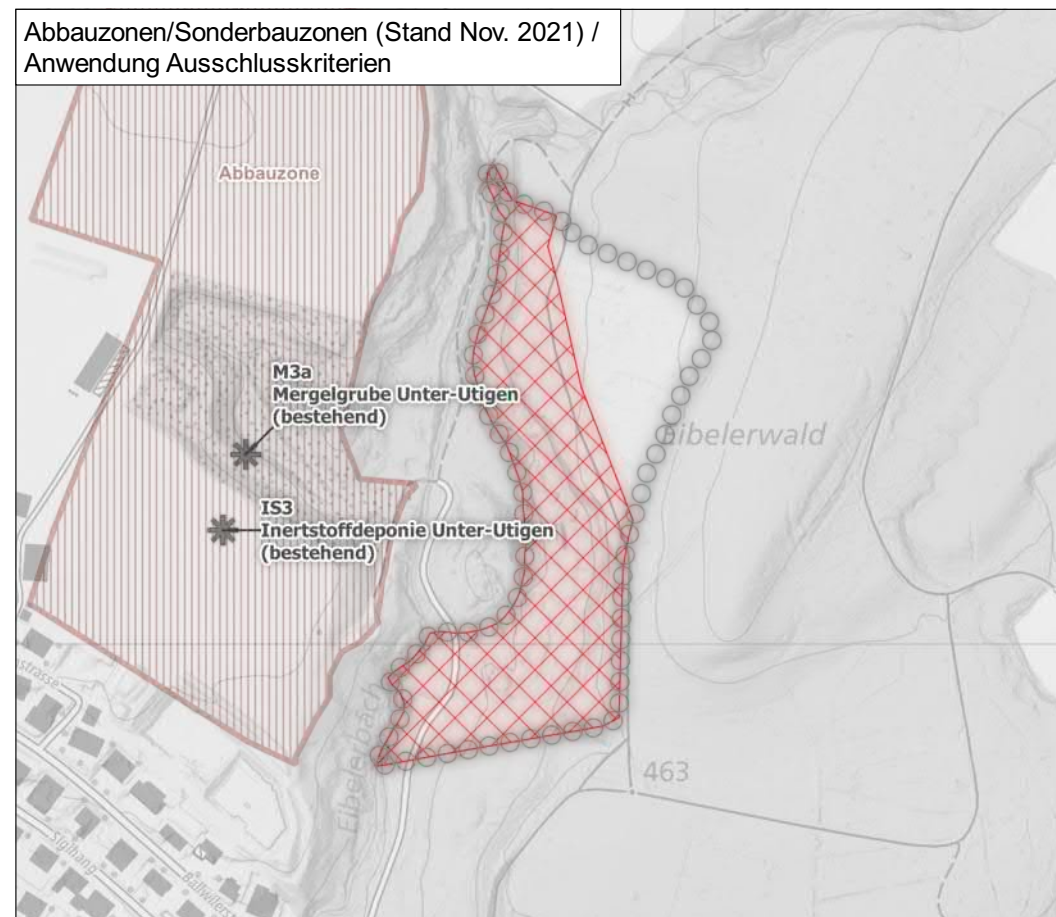 Abbauzonen/Sonderbauzonen (Stand Nov. 2021) /
Anwendung Ausschlusskriterien
Abbauzone
M3a
Mergelgrube Unter-Utigen
(bestehend)
Eibelerwald
IS3
Inertstoffdeponie Unter-Utigen
(bestehend)
Eibelerbach
463